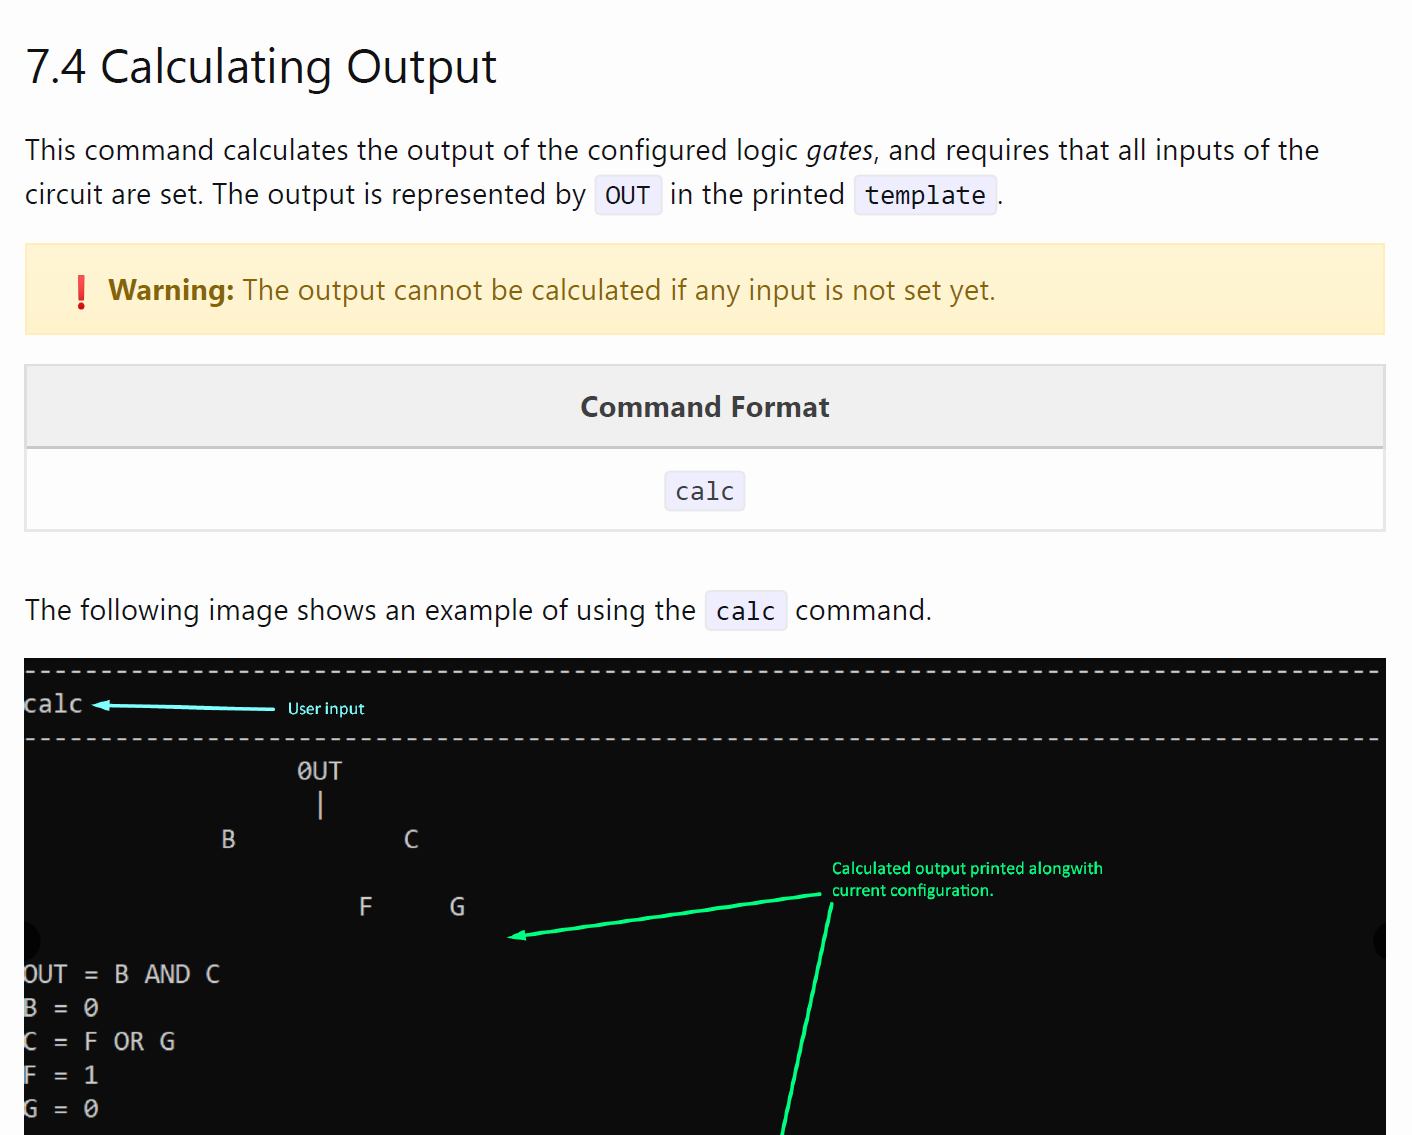 7.4 Calculating Output
This command calculates the output of the configured logic gates, and requires that all inputs of the
circuit are set. The output is represented by OUT in the printed template.
❗ Warning: The output cannot be calculated if any input is not set yet.
Command Format
calc
The following image shows an example of using the calc command.
-----------------------------------------------------------------------------------------
calc User input
-----------------------------------------------------------------------------------------
0UT
|
B C
Calculated output printed alongwith
current configuration.
F G
OUT = B AND C
B = 0
C = F OR G
F = 1
G = 0